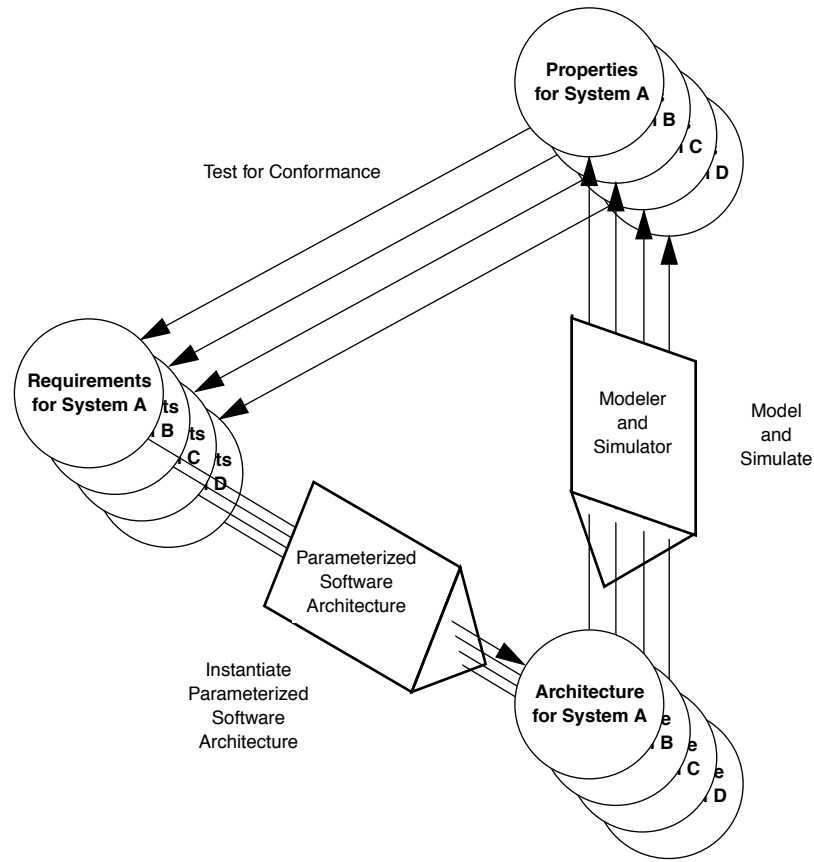 Properties
for System A
B
C
D
Test for Conformance
Requirements
for System A
ts
B
ts
C
ts
D
Modeler
and
Simulator
Model
and
Simulate
Parameterized
Software
Architecture
Instantiate
Parameterized
Software
Architecture
Architecture
for System A
e
B
e
C
e
D